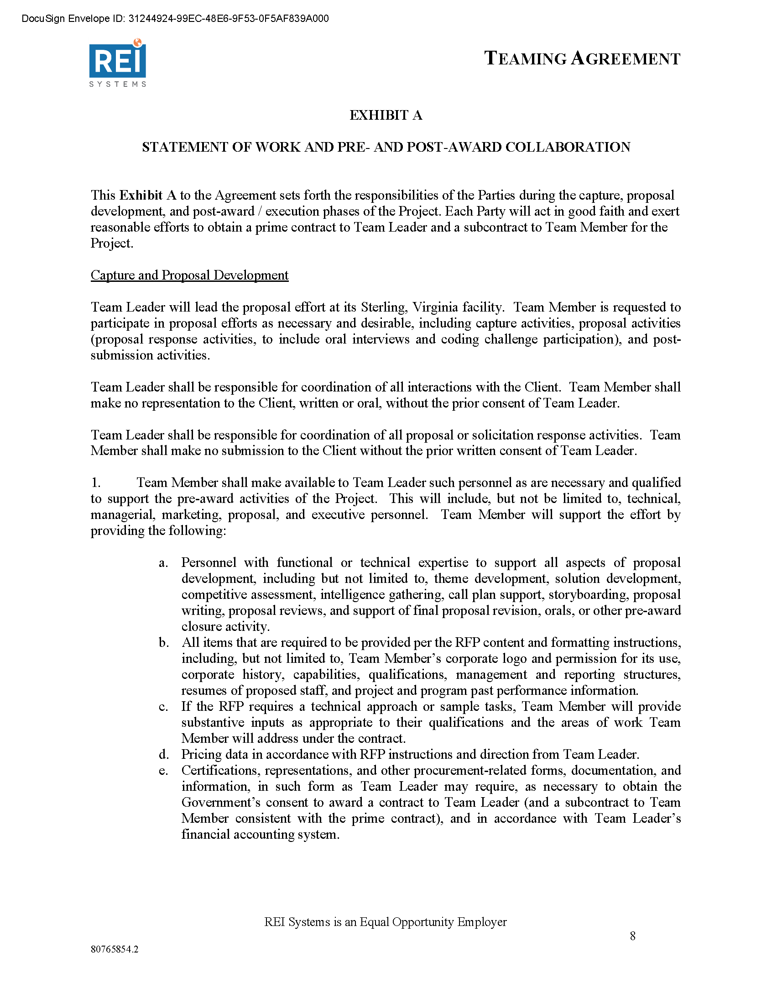 DocuSign Envelope ID: 31244924-99EC-48E6-9F53-0F5AF839A000
REI
SYSTEMS
TEAMING AGREEMENT
EXHIBIT A
STATEMENT OF WORK AND PRE- AND POST-AWARD COLLABORATION
This Exhibit A to the Agreement sets forth the responsibilities of the Parties during the capture, proposal
development, and post-award / execution phases of the Project. Each Party will act in good faith and exert
reasonable efforts to obtain a prime contract to Team Leader and a subcontract to Team Member for the
Project.
Capture and Proposal Development
Team Leader will lead the proposal effort at its Sterling, Virginia facility. Team Member is requested to
participate in proposal efforts as necessary and desirable, including capture activities, proposal activities
(proposal response activities, to include oral interviews and coding challenge participation), and post-
submission activities.
Team Leader shall be responsible for coordination of all interactions with the Client. Team Member shall
make no representation to the Client, written or oral, without the prior consent of Team Leader.
Team Leader shall be responsible for coordination of all proposal or solicitation response activities. Team
Member shall make no submission to the Client without the prior written consent of Team Leader.
1. Team Member shall make available to Team Leader such personnel as are necessary and qualified
to support the pre-award activities of the Project. This will include, but not be limited to, technical,
managerial, marketing, proposal, and executive personnel. Team Member will support the effort by
providing the following:
a. Personnel with functional or technical expertise to support all aspects of proposal
development, including but not limited to, theme development, solution development,
competitive assessment, intelligence gathering, call plan support, storyboarding, proposal
writing, proposal reviews, and support of final proposal revision, orals, or other pre-award
closure activity.
b. All items that are required to be provided per the RFP content and formatting instructions,
including, but not limited to, Team Member’s corporate logo and permission for its use,
corporate history, capabilities, qualifications, management and reporting structures,
resumes of proposed staff, and project and program past performance information.
c. If the RFP requires a technical approach or sample tasks, Team Member will provide
substantive inputs as appropriate to their qualifications and the areas of work Team
Member will address under the contract.
d. Pricing data in accordance with RFP instructions and direction from Team Leader.
e. Certifications, representations, and other procurement-related forms, documentation, and
information, in such form as Team Leader may require, as necessary to obtain the
Government’s consent to award a contract to Team Leader (and a subcontract to Team
Member consistent with the prime contract), and in accordance with Team Leader’s
financial accounting system.
REI Systems is an Equal Opportunity Employer
8
80765854.2